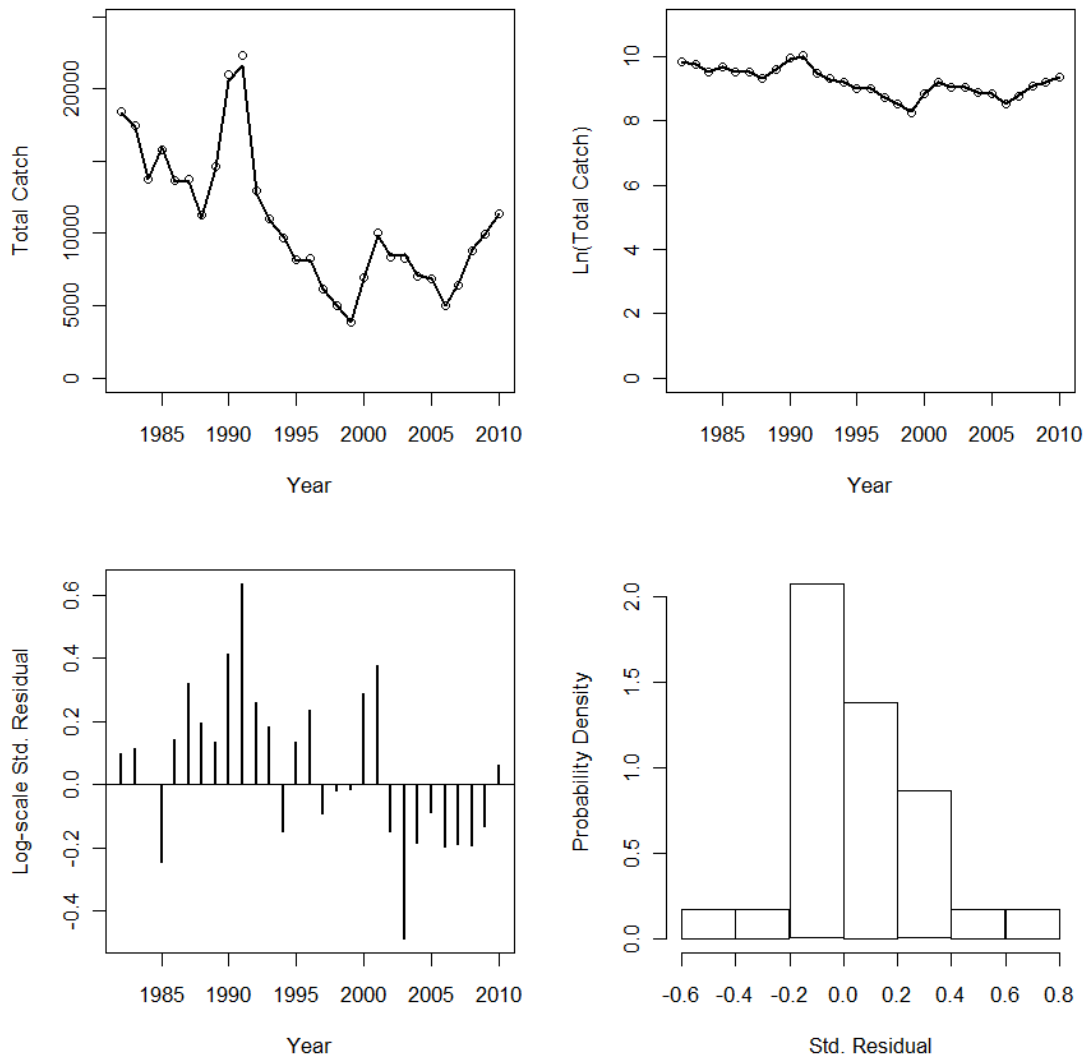 Total Catch
0
5000
10000
20000
1985 1990 1995 2000 2005 2010
Year
Ln(Total Catch)
0
2
4
6
8
10
1985 1990 1995 2000 2005 2010
Year
Log-scale Std. Residual
-0.4
-0.2
0.0
0.2
0.4
0.6
1985 1990 1995 2000 2005 2010
Year
Probability Density
0.0
0.5
1.0
1.5
2.0
-0.6 -0.4 -0.2 0.0 0.2 0.4 0.6 0.8
Std. Residual